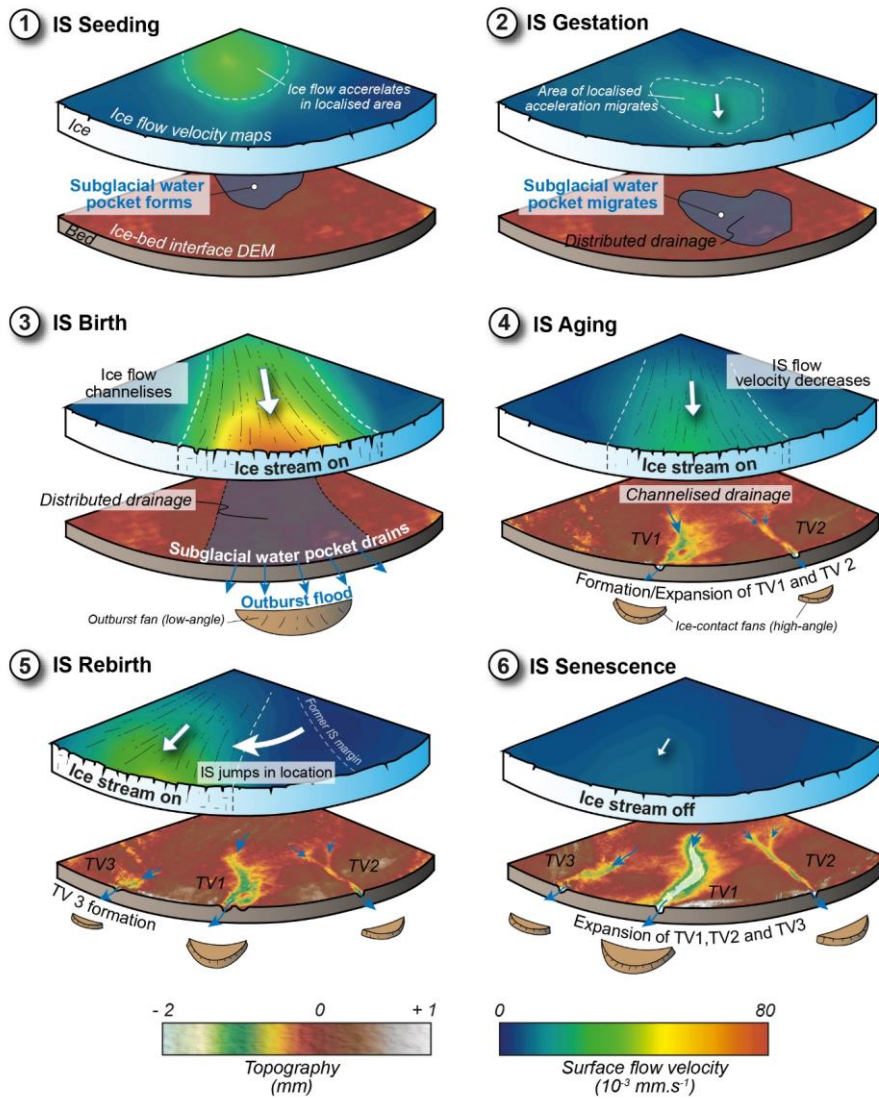 1 IS Seeding
Ice flow accerelates
in localised area
Ice flow velocity maps
Ice
Subglacial water
pocket forms
Ice-bed interface DEM
Bed
2 IS Gestation
Area of localised
acceleration migrates
Subglacial water
pocket migrates
Distributed drainage
3 IS Birth
Ice flow
channelises
Ice stream on
Distributed drainage
Subglacial water pocket drains
Outburst flood
Outburst fan (low-angle)
4 IS Aging
IS flow
velocity decreases
Ice stream on
Channelised drainage
TV1
TV2
Formation/Expansion of TV1 and TV 2
Ice-contact fans (high-angle)
5 IS Rebirth
Former IS margin
IS jumps in location
Ice stream on
TV3
TV1
TV2
TV 3 formation
6 IS Senescence
Ice stream off
TV3
TV1
TV2
Expansion of TV1,TV2 and TV3
- 2 0 + 1
Topography
(mm)
0 80
Surface flow velocity
(10⁻³ mm.s⁻¹)